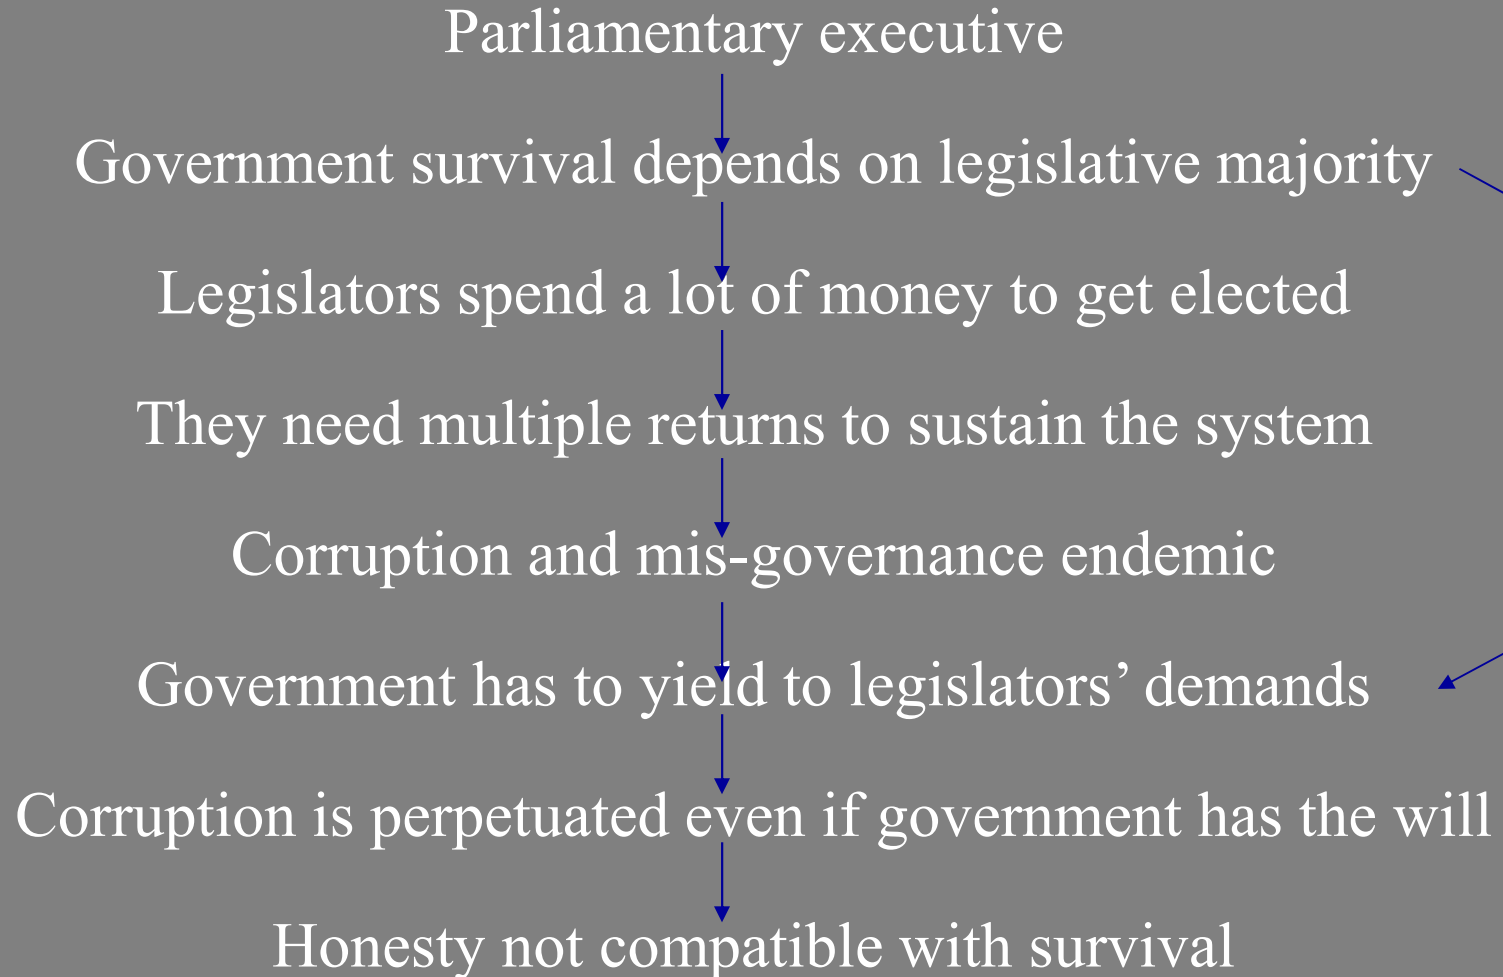 Parliamentary executive
Government survival depends on legislative majority
Legislators spend a lot of money to get elected
They need multiple returns to sustain the system
Corruption and mis-governance endemic
Government has to yield to legislators’ demands
Corruption is perpetuated even if government has the will
Honesty not compatible with survival